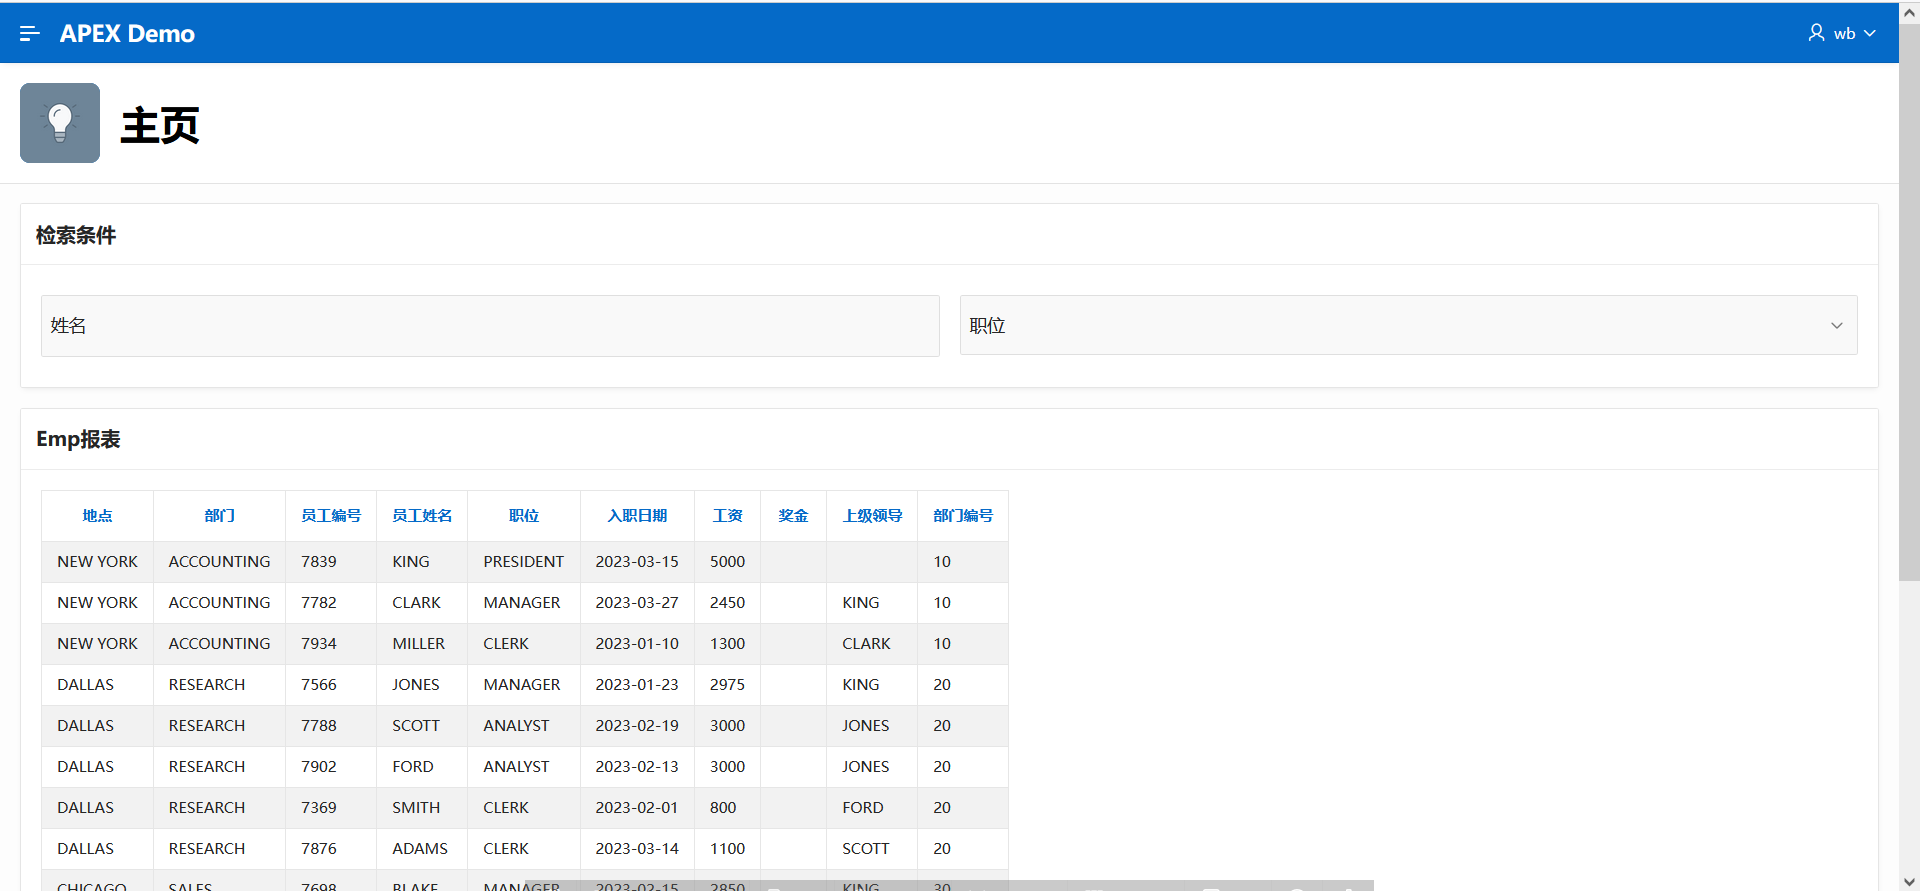 APEX Demo
wb
主页
检索条件
姓名
职位
Emp报表
地点 部门 员工编号 员工姓名 职位 入职日期 工资 奖金 上级领导 部门编号
NEW YORK ACCOUNTING 7839 KING PRESIDENT 2023-03-15 5000 10
NEW YORK ACCOUNTING 7782 CLARK MANAGER 2023-03-27 2450 KING 10
NEW YORK ACCOUNTING 7934 MILLER CLERK 2023-01-10 1300 CLARK 10
DALLAS RESEARCH 7566 JONES MANAGER 2023-01-23 2975 KING 20
DALLAS RESEARCH 7788 SCOTT ANALYST 2023-02-19 3000 JONES 20
DALLAS RESEARCH 7902 FORD ANALYST 2023-02-13 3000 JONES 20
DALLAS RESEARCH 7369 SMITH CLERK 2023-02-01 800 FORD 20
DALLAS RESEARCH 7876 ADAMS CLERK 2023-03-14 1100 SCOTT 20
CHICAGO SALES 7698 BLAKE MANAGER 2023-02-15 2850 KING 30